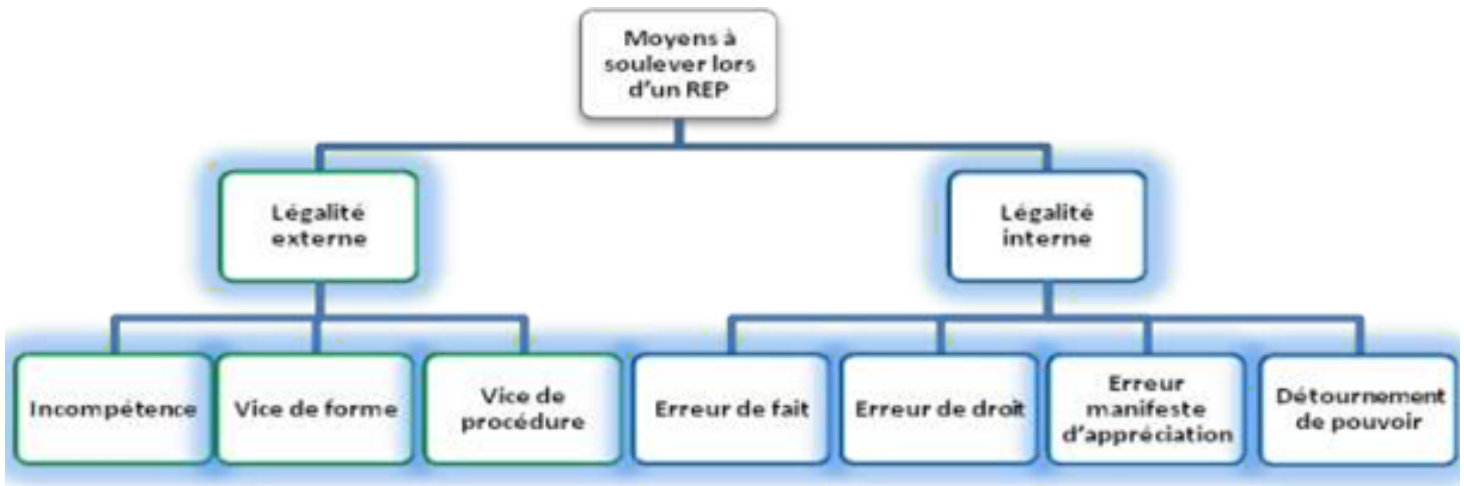 Moyens à
soulever lors
d'un REP
Légalité
externe
Légalité
interne
Incompétence
Vice de forme
Vice de
procédure
Erreur de fait
Erreur de droit
Erreur
manifeste
d'appréciation
Détournement
de pouvoir